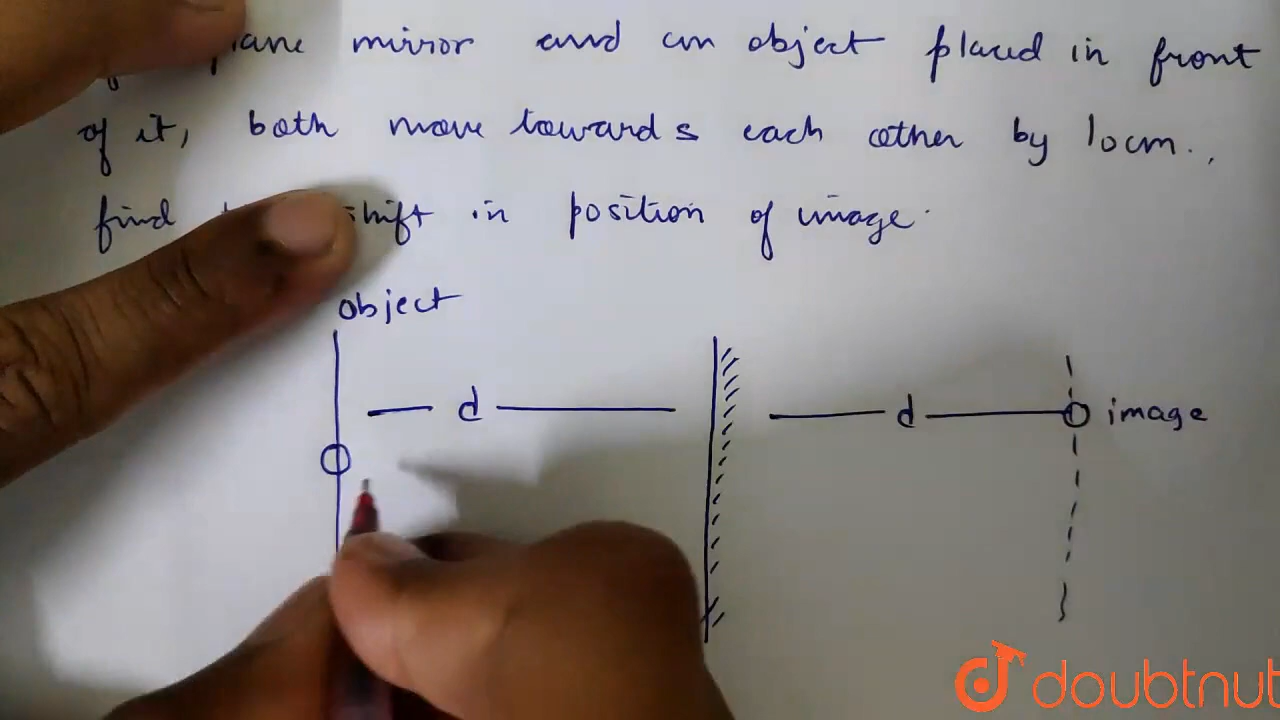 mirror and an object placed in front
of it, both move towards each other by 10cm.,
find shift in position of image.
object
d
d
image
doubtnut